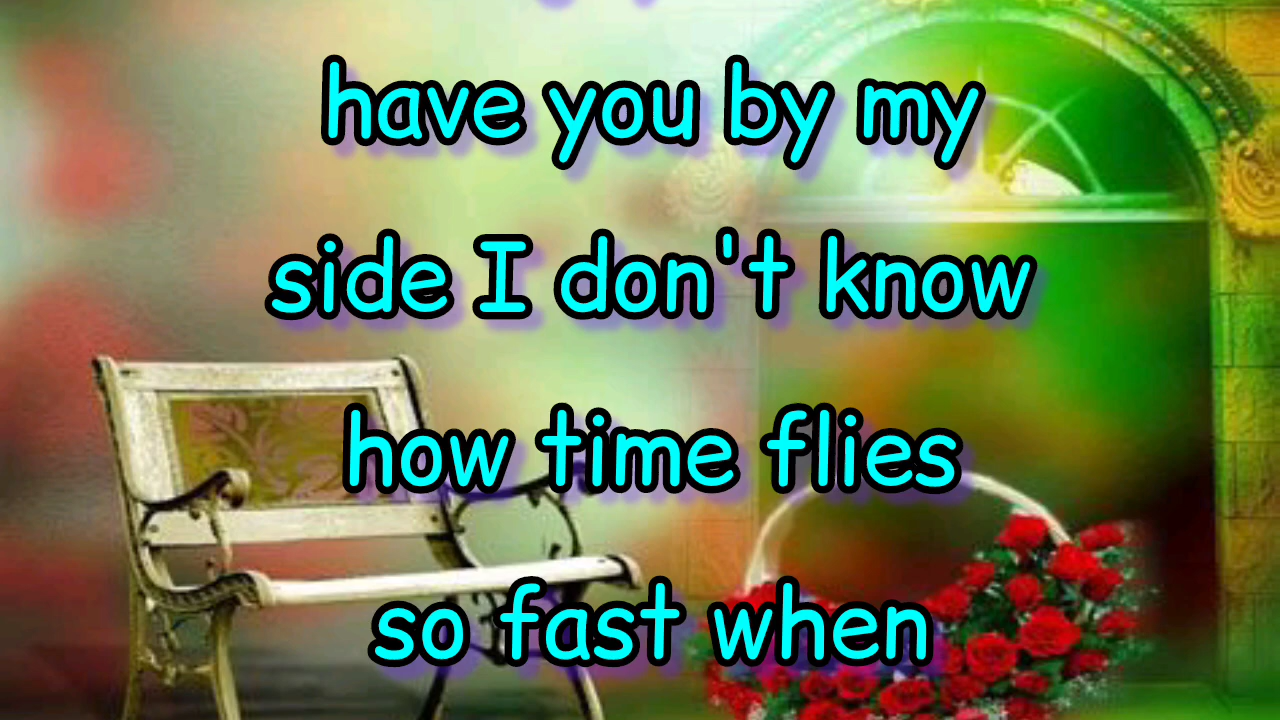 have you by my
side I don't know
how time flies
so fast when